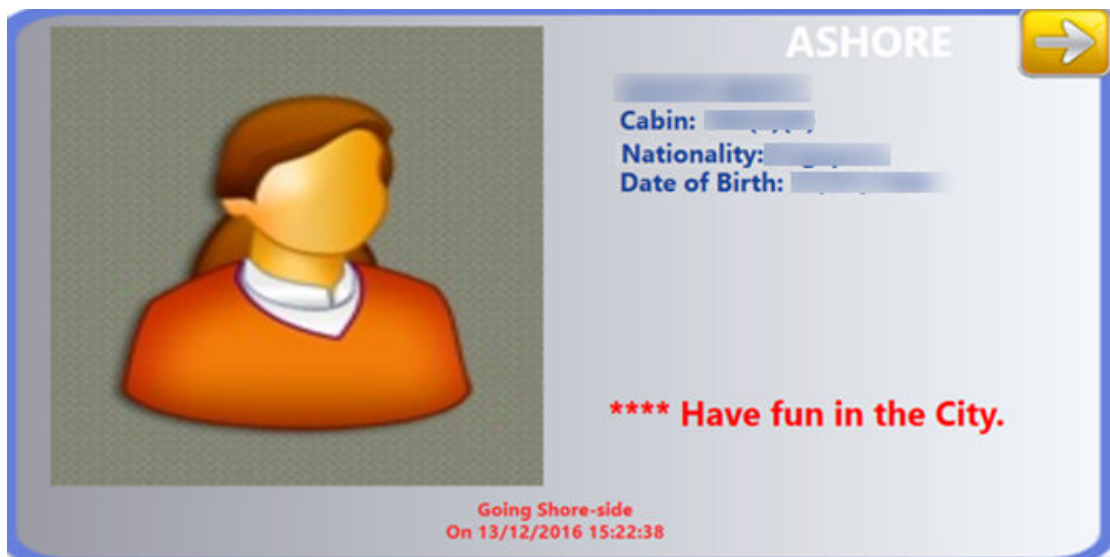 ASHORE
Cabin:
Nationality:
Date of Birth:
**** Have fun in the City.
Going Shore-side
On 13/12/2016 15:22:38